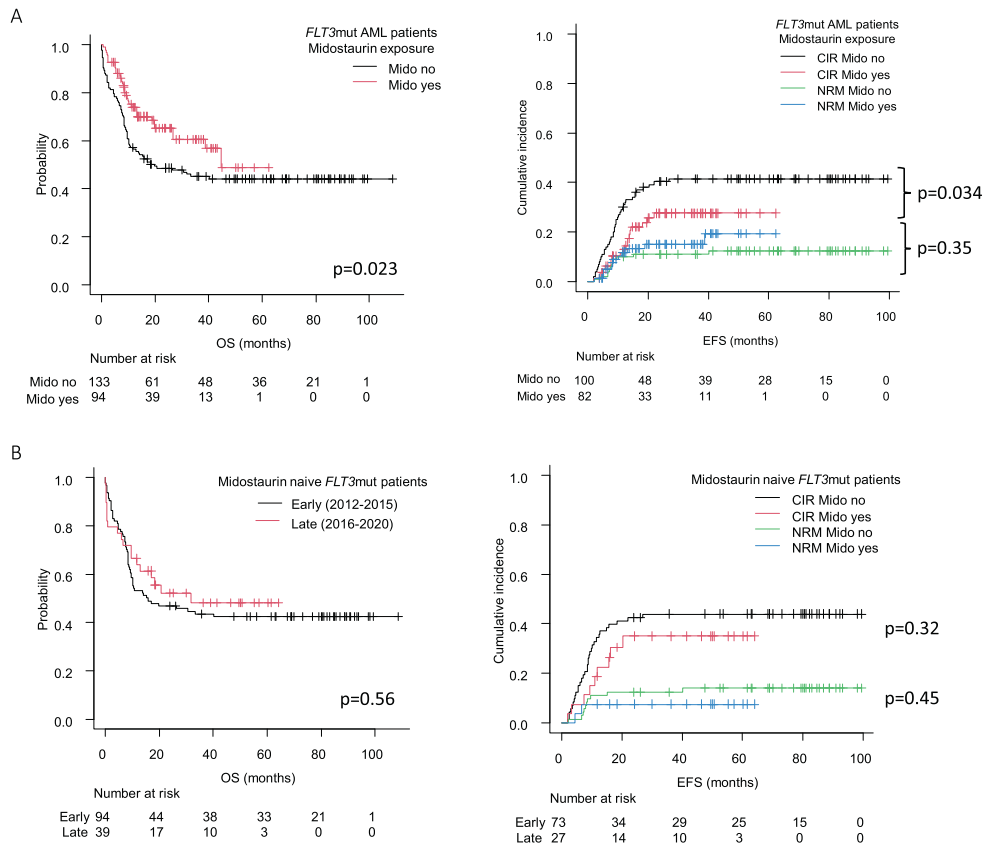 A
FLT3mut AML patients
Midostaurin exposure
Mido no
Mido yes
Probability
1.0
0.8
0.6
0.4
0.2
0.0
p=0.023
0 20 40 60 80 100
OS (months)
Number at risk
Mido no 133 61 48 36 21 1
Mido yes 94 39 13 1 0 0
FLT3mut AML patients
Midostaurin exposure
CIR Mido no
CIR Mido yes
NRM Mido no
NRM Mido yes
Cumulative incidence
1.0
0.8
0.6
0.4
0.2
0.0
p=0.034
p=0.35
0 20 40 60 80 100
EFS (months)
Number at risk
Mido no 100 48 39 28 15 0
Mido yes 82 33 11 1 0 0
B
Midostaurin naive FLT3mut patients
Early (2012-2015)
Late (2016-2020)
Probability
1.0
0.8
0.6
0.4
0.2
0.0
p=0.56
0 20 40 60 80 100
OS (months)
Number at risk
Early 94 44 38 33 21 1
Late 39 17 10 3 0 0
Midostaurin naive FLT3mut patients
CIR Mido no
CIR Mido yes
NRM Mido no
NRM Mido yes
Cumulative incidence
1.0
0.8
0.6
0.4
0.2
0.0
p=0.32
p=0.45
0 20 40 60 80 100
EFS (months)
Number at risk
Early 73 34 29 25 15 0
Late 27 14 10 3 0 0